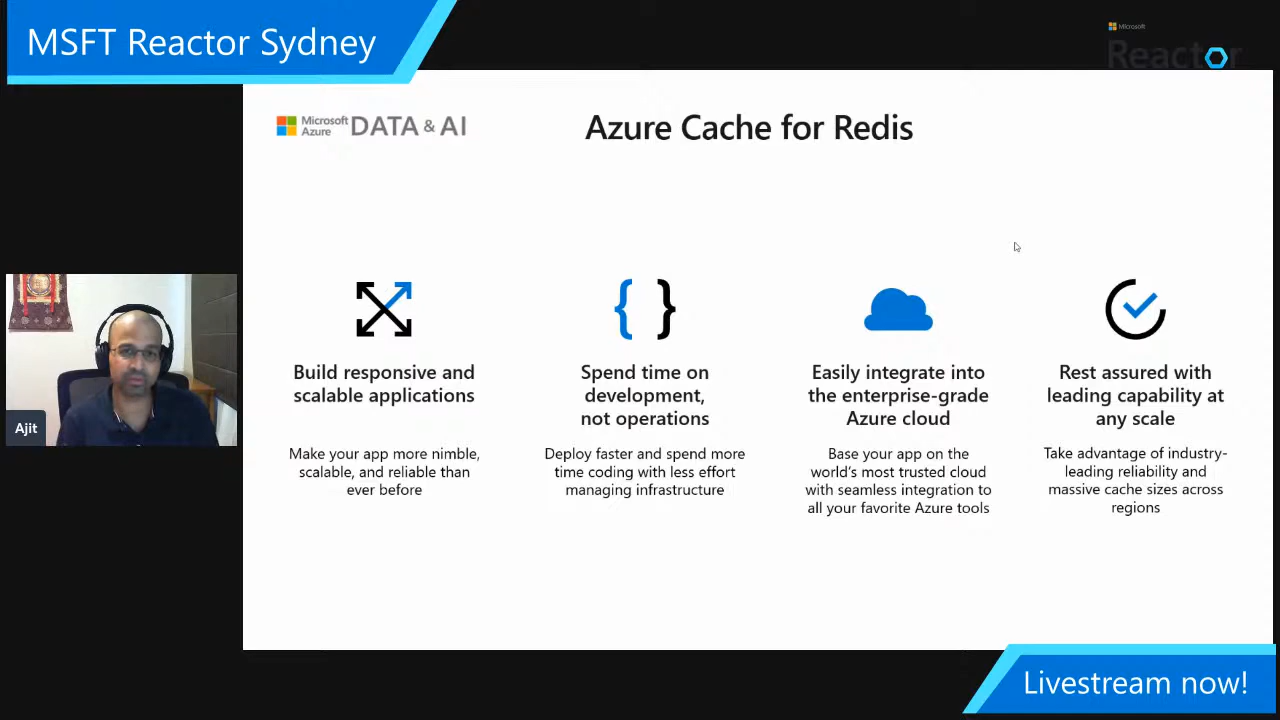 MSFT Reactor Sydney
Microsoft
Reactor
Microsoft
Azure
DATA & AI
Azure Cache for Redis
Build responsive and
scalable applications
Make your app more nimble,
scalable, and reliable than
ever before
{ }
Spend time on
development,
not operations
Deploy faster and spend more
time coding with less effort
managing infrastructure
Easily integrate into
the enterprise-grade
Azure cloud
Base your app on the
world's most trusted cloud
with seamless integration to
all your favorite Azure tools
Rest assured with
leading capability at
any scale
Take advantage of industry-
leading reliability and
massive cache sizes across
regions
Ajit
Livestream now!